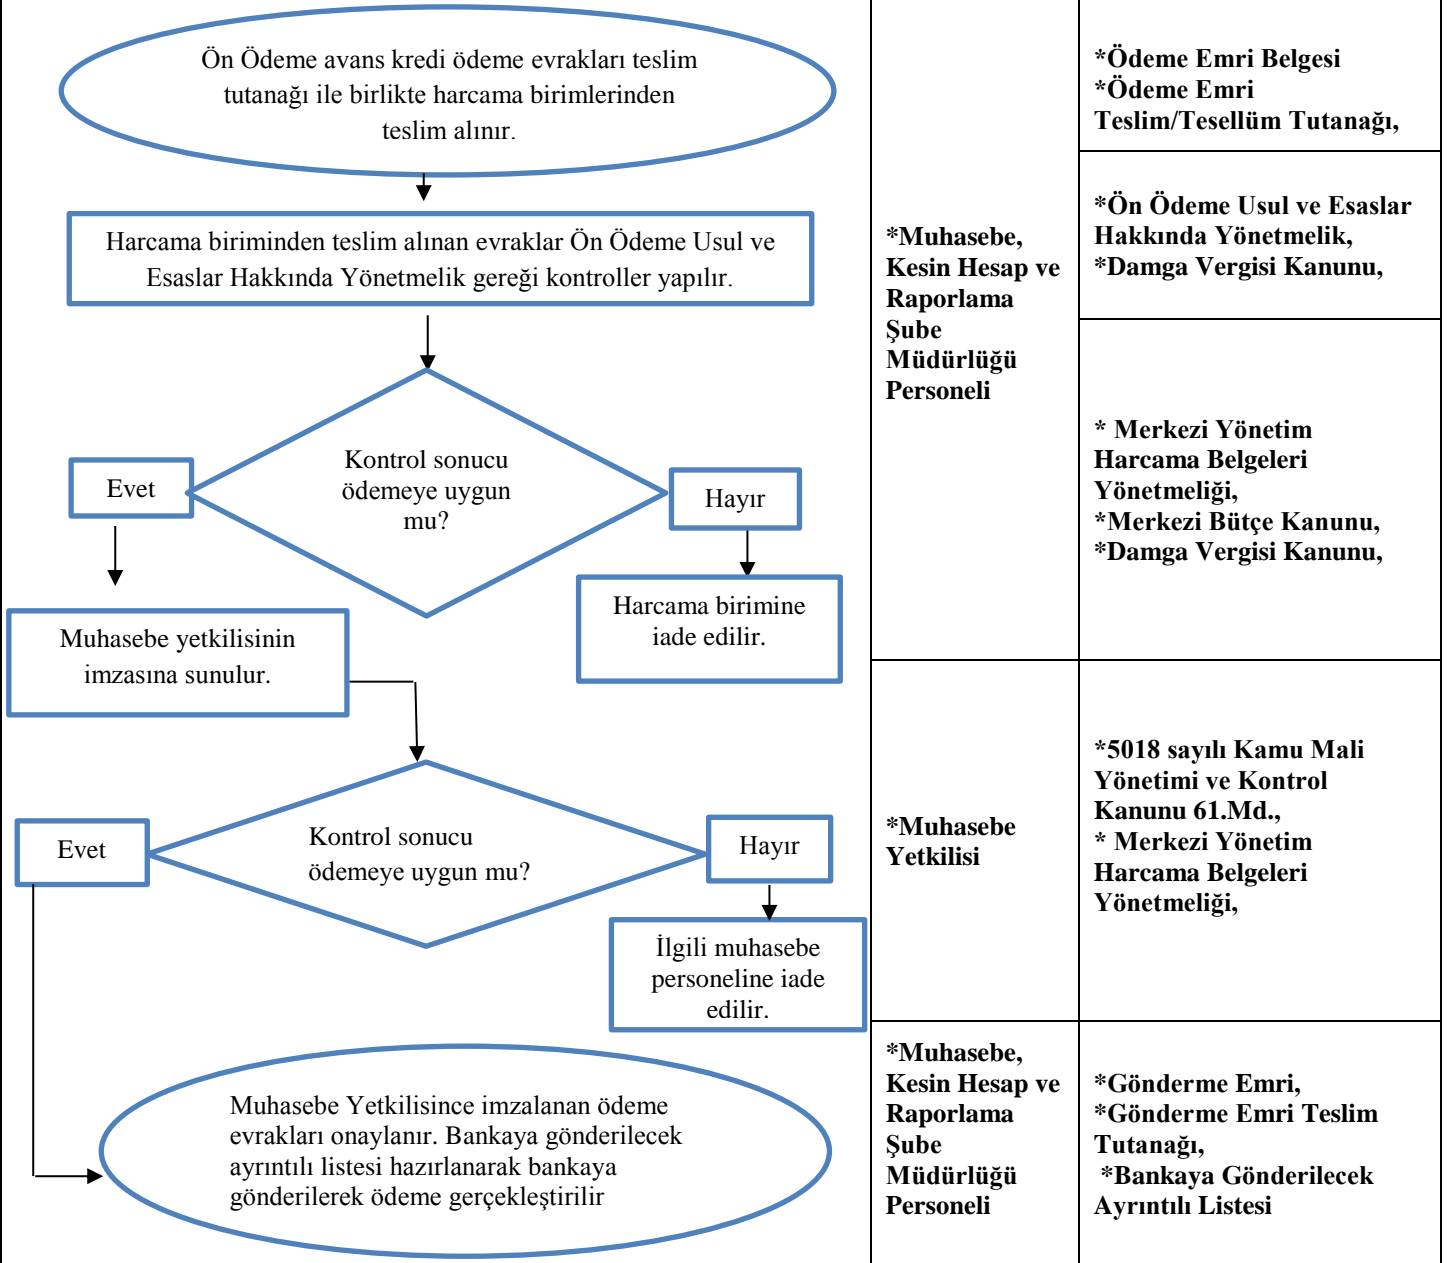 Ön Ödeme avans kredi ödeme evrakları teslim
tutanağı ile birlikte harcama birimlerinden
teslim alınır.
Harcama biriminden teslim alınan evraklar Ön Ödeme Usul ve
Esaslar Hakkında Yönetmelik gereği kontroller yapılır.
Kontrol sonucu
ödemeye uygun
mu?
Evet
Hayır
Harcama birimine
iade edilir.
Muhasebe yetkilisinin
imzasına sunulur.
Kontrol sonucu
ödemeye uygun mu?
Evet
Hayır
İlgili muhasebe
personeline iade
edilir.
Muhasebe Yetkilisince imzalanan ödeme
evrakları onaylanır. Bankaya gönderilecek
ayrıntılı listesi hazırlanarak bankaya
gönderilerek ödeme gerçekleştirilir
*Muhasebe,
Kesin Hesap ve
Raporlama
Şube
Müdürlüğü
Personeli
*Muhasebe
Yetkilisi
*Muhasebe,
Kesin Hesap ve
Raporlama
Şube
Müdürlüğü
Personeli
*Ödeme Emri Belgesi
*Ödeme Emri
Teslim/Tesellüm Tutanağı,
*Ön Ödeme Usul ve Esaslar
Hakkında Yönetmelik,
*Damga Vergisi Kanunu,
* Merkezi Yönetim
Harcama Belgeleri
Yönetmeliği,
*Merkezi Bütçe Kanunu,
*Damga Vergisi Kanunu,
*5018 sayılı Kamu Mali
Yönetimi ve Kontrol
Kanunu 61.Md.,
* Merkezi Yönetim
Harcama Belgeleri
Yönetmeliği,
*Gönderme Emri,
*Gönderme Emri Teslim
Tutanağı,
*Bankaya Gönderilecek
Ayrıntılı Listesi